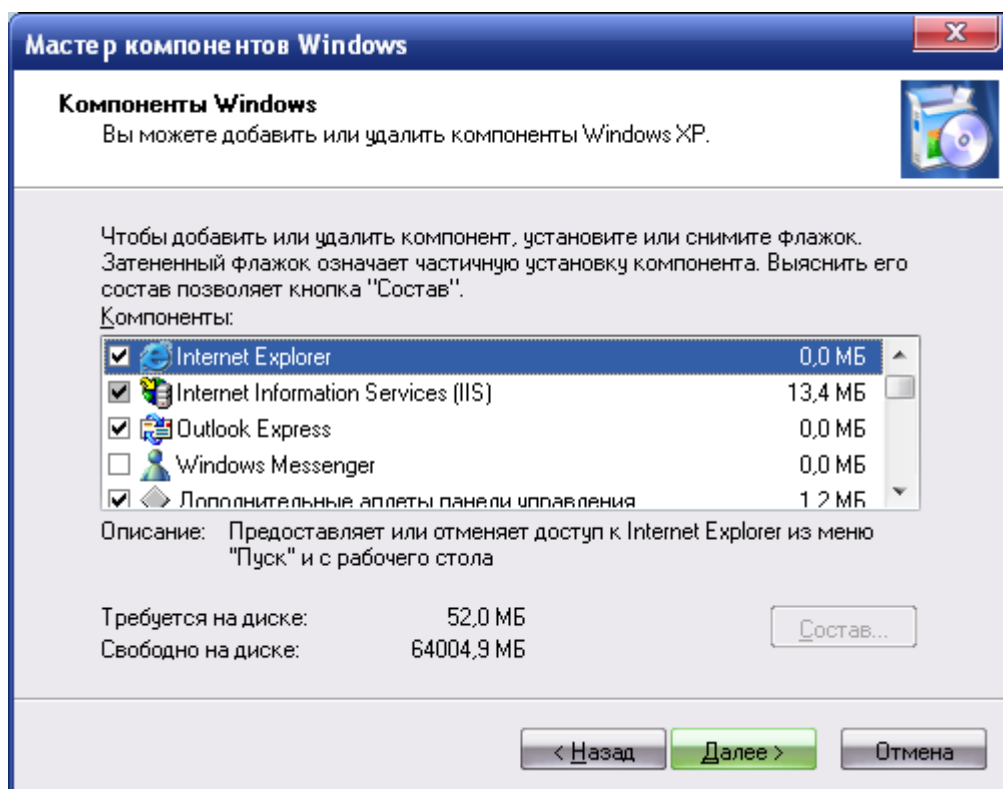 Мастер компонентов Windows
Компоненты Windows
Вы можете добавить или удалить компоненты Windows XP.
Чтобы добавить или удалить компонент, установите или снимите флажок.
Затененный флажок означает частичную установку компонента. Выяснить его
состав позволяет кнопка "Состав".
Компоненты:
Internet Explorer 0,0 МБ
Internet Information Services (IIS) 13,4 МБ
Outlook Express 0,0 МБ
Windows Messenger 0,0 МБ
Дополнительные аплеты панели управления 1,2 МБ
Описание: Предоставляет или отменяет доступ к Internet Explorer из меню
"Пуск" и с рабочего стола
Требуется на диске: 52,0 МБ
Свободно на диске: 64004,9 МБ
Состав...
< Назад Далее > Отмена